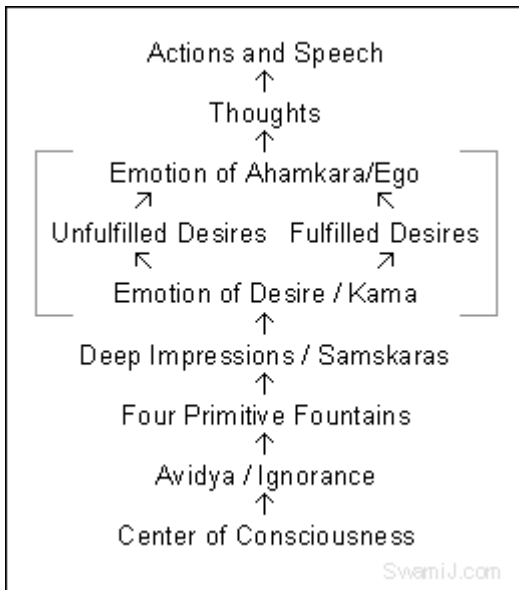 Actions and Speech
↑
Thoughts
↑
Emotion of Ahamkara/Ego
↗ ↖
Unfulfilled Desires Fulfilled Desires
↖ ↗
Emotion of Desire / Kama
↑
Deep Impressions / Samskaras
↑
Four Primitive Fountains
↑
Avidya / Ignorance
↑
Center of Consciousness
SwamiJ.com